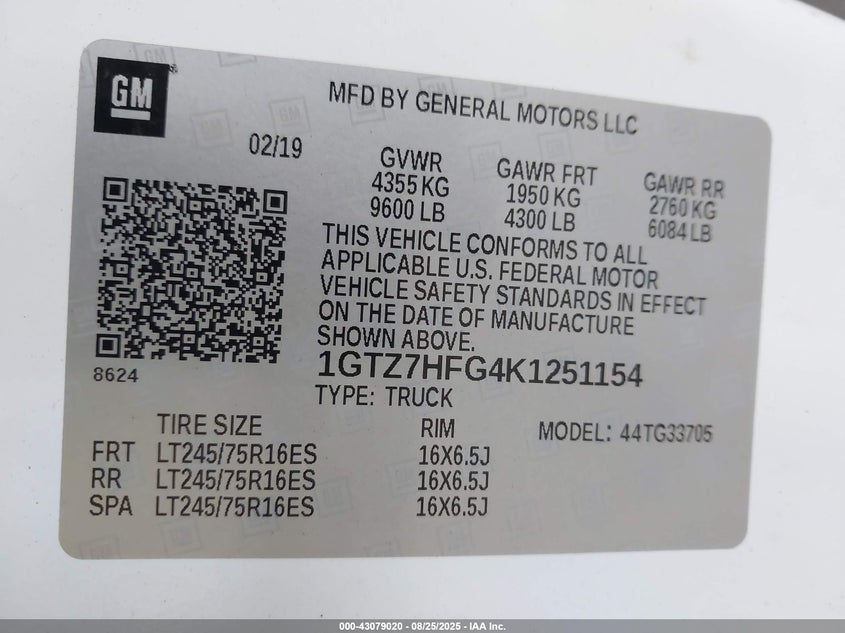 GM
MFD BY GENERAL MOTORS LLC
02/19
GVWR
4355 KG
9600 LB
GAWR FRT
1950 KG
4300 LB
GAWR RR
2760 KG
6084 LB
THIS VEHICLE CONFORMS TO ALL
APPLICABLE U.S. FEDERAL MOTOR
VEHICLE SAFETY STANDARDS IN EFFECT
ON THE DATE OF MANUFACTURE
SHOWN ABOVE.
8624
1GTZ7HFG4K1251154
TYPE: TRUCK
TIRE SIZE RIM MODEL: 44TG33705
FRT LT245/75R16ES 16X6.5J
RR LT245/75R16ES 16X6.5J
SPA LT245/75R16ES 16X6.5J
000-43079020 - 08/25/2025 - IAA Inc.